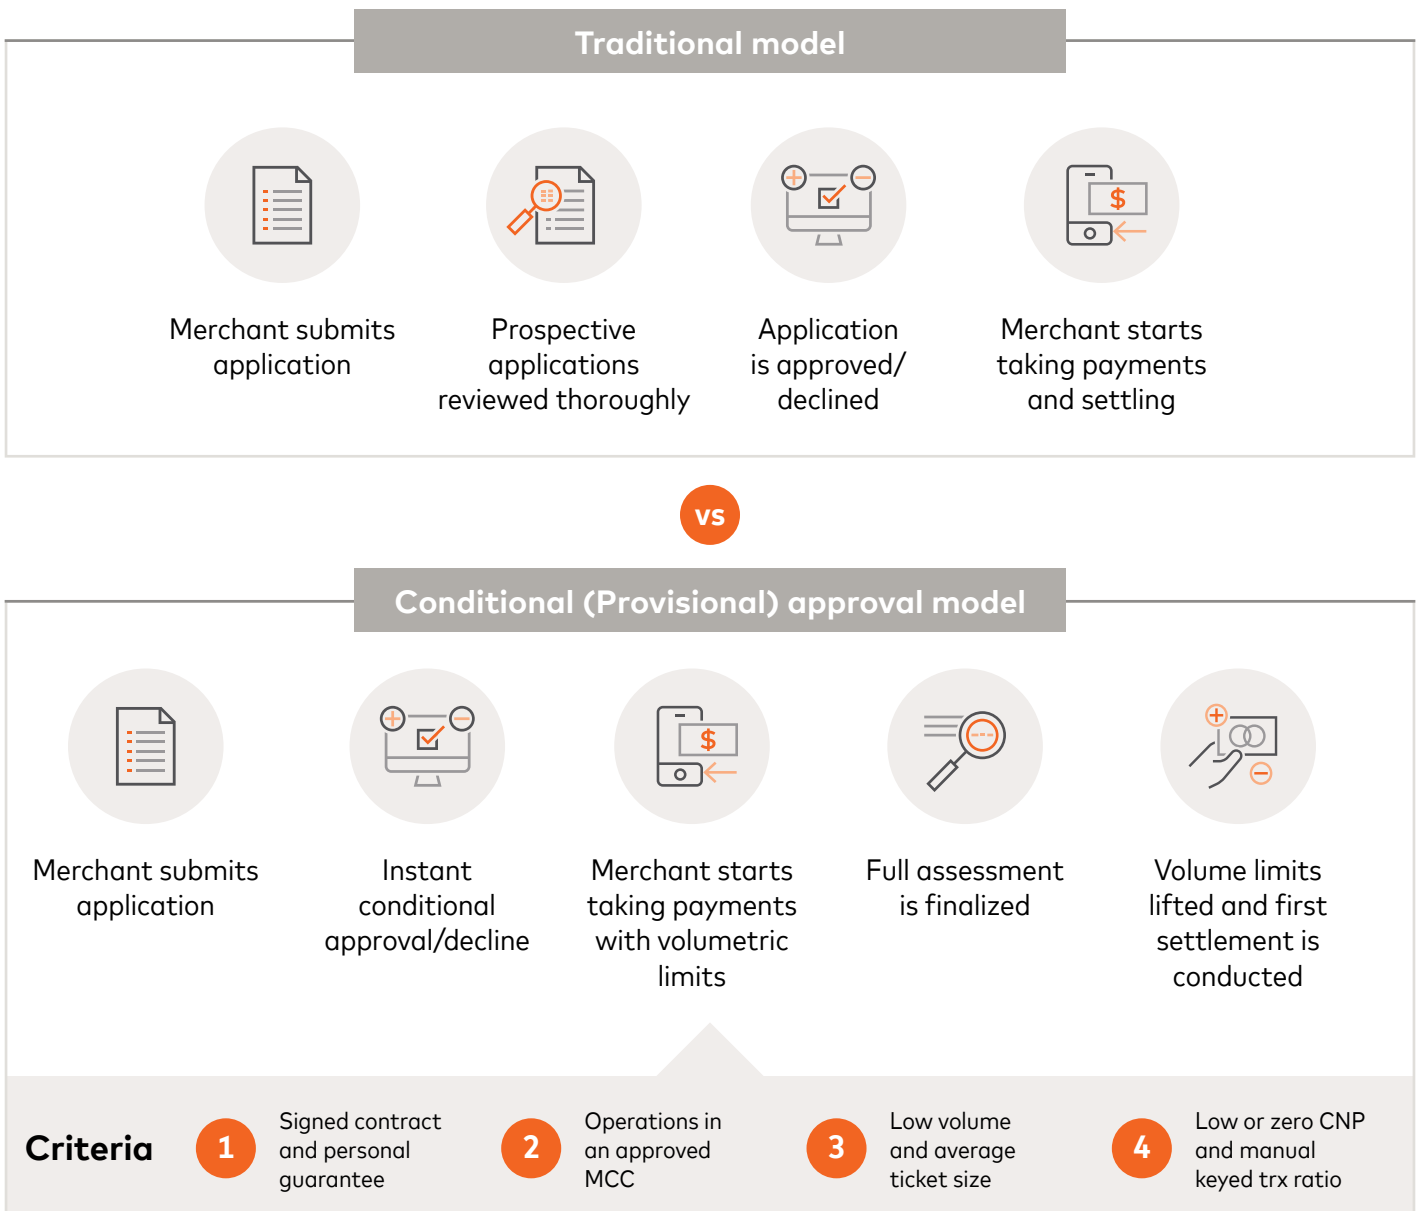 Traditional model
Merchant submits
application
Prospective
applications
reviewed thoroughly
Application
is approved/
declined
Merchant starts
taking payments
and settling
vs
Conditional (Provisional) approval model
Merchant submits
application
Instant
conditional
approval/decline
Merchant starts
taking payments
with volumetric
limits
Full assessment
is finalized
Volume limits
lifted and first
settlement is
conducted
Criteria
1
Signed contract
and personal
guarantee
2
Operations in
an approved
MCC
3
Low volume
and average
ticket size
4
Low or zero CNP
and manual
keyed trx ratio